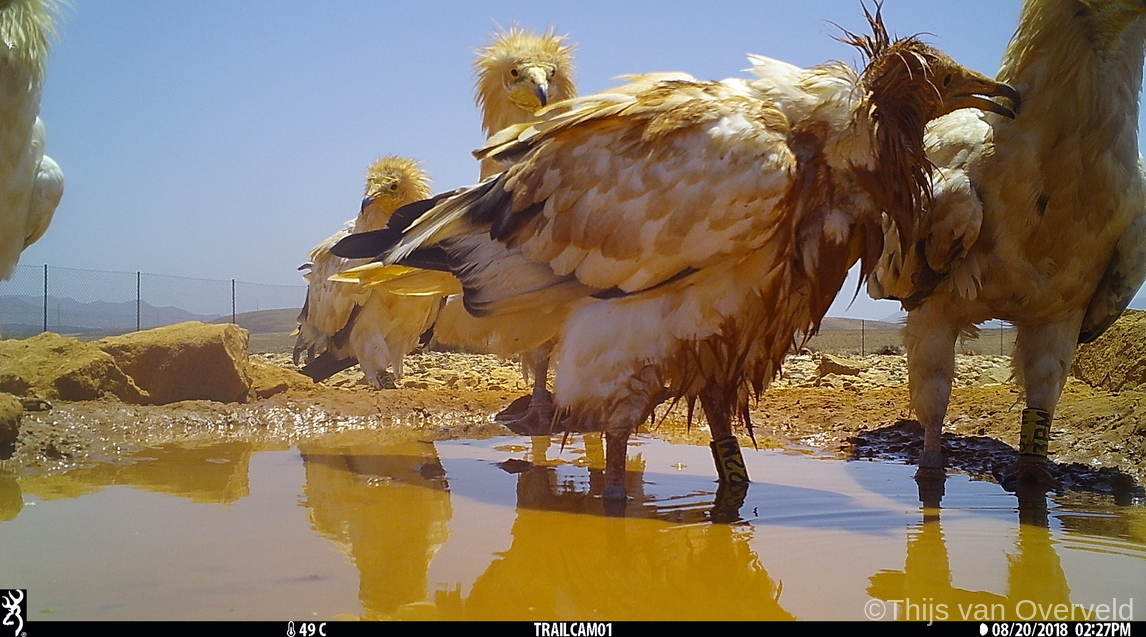 ©Thijs van Overveld
49 C TRAILCAM01 08/20/2018 02:27PM